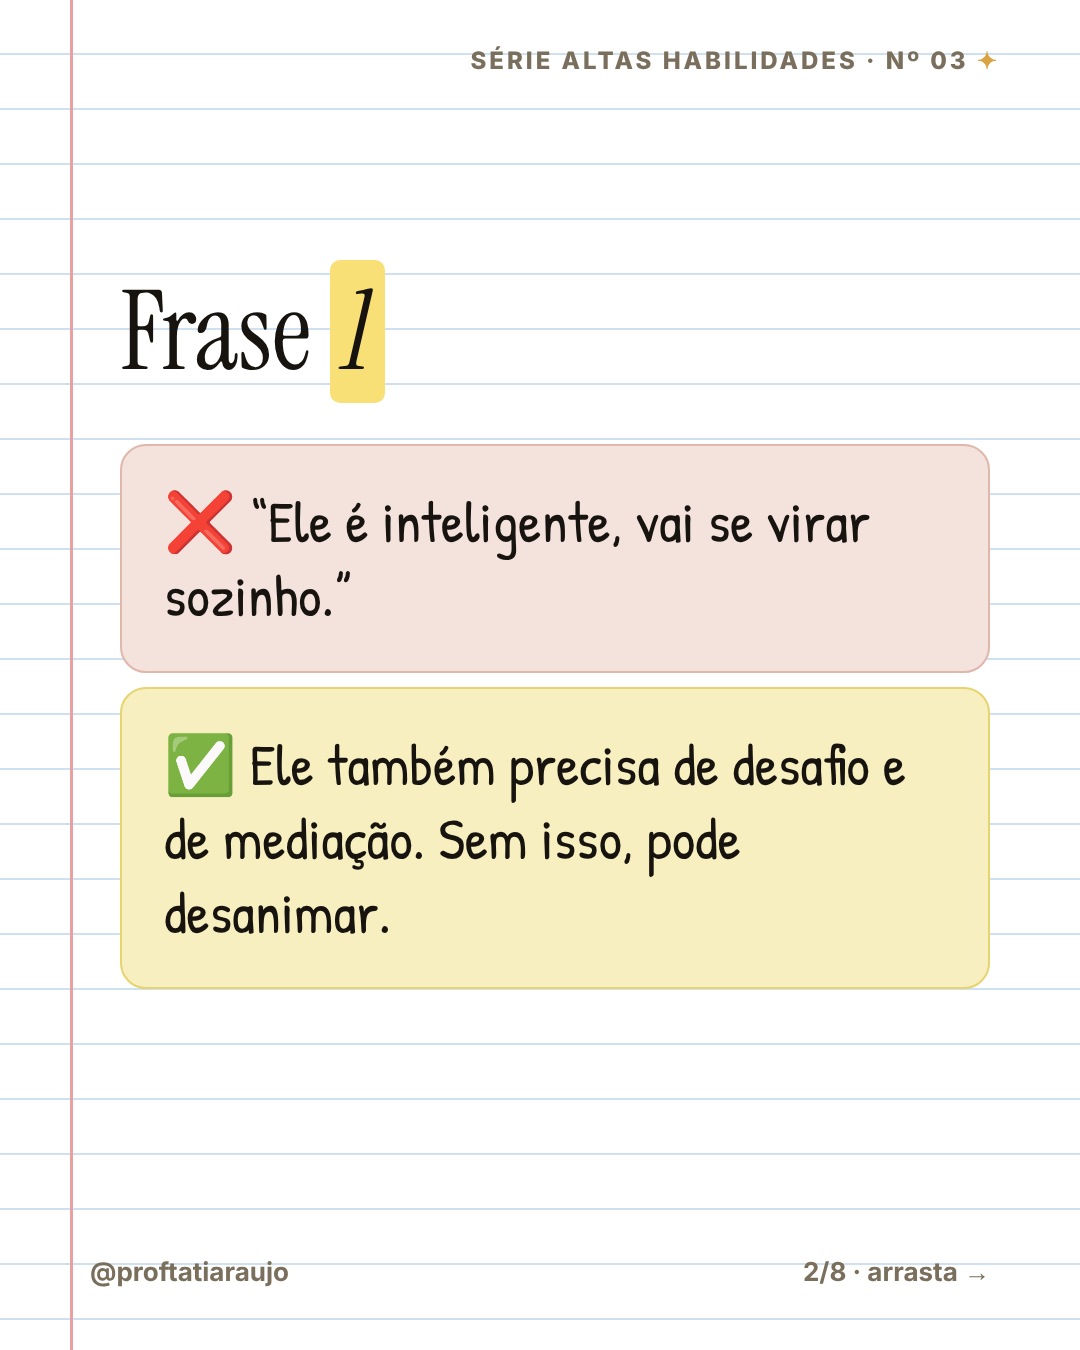 SÉRIE ALTAS HABILIDADES · Nº 03 ✦
Frase 1
❌ “Ele é inteligente, vai se virar
sozinho.”
✅ Ele também precisa de desafio e
de mediação. Sem isso, pode
desanimar.
@proftatiaraujo
2/8 · arrasta →